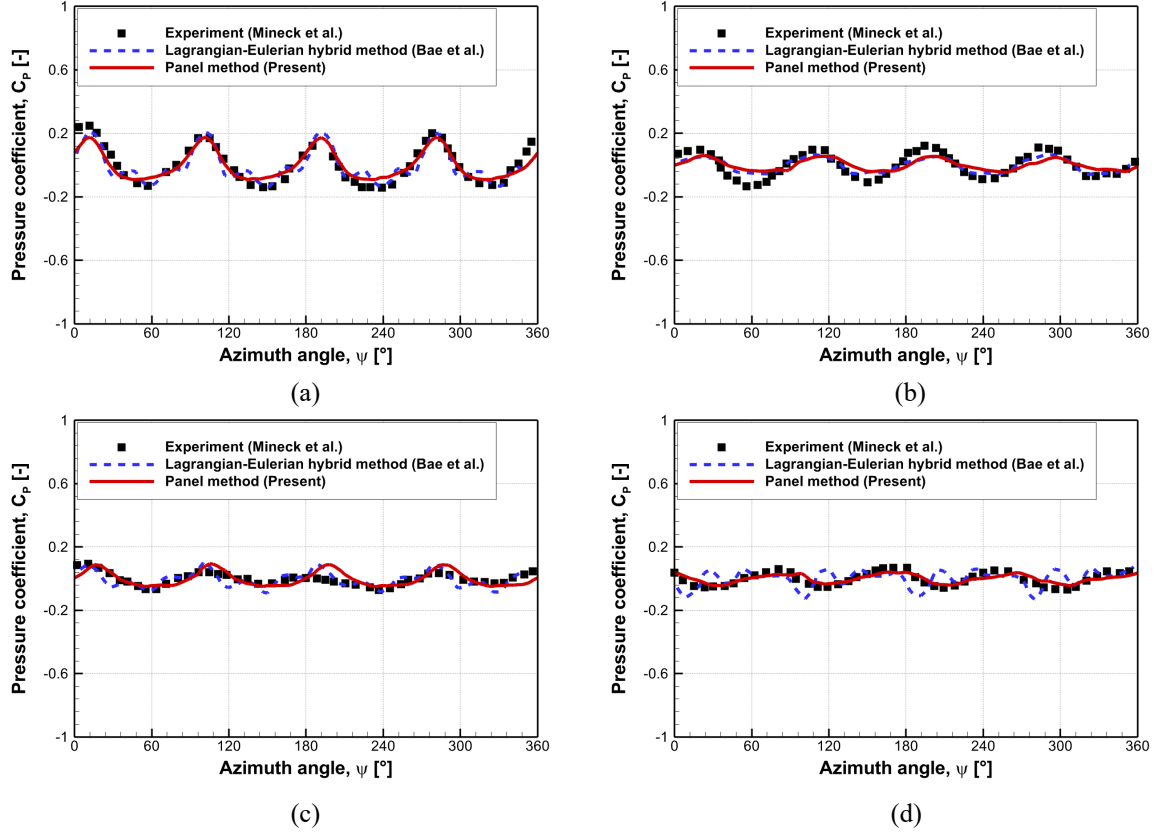 Experiment (Mineck et al.)
Lagrangian-Eulerian hybrid method (Bae et al.)
Panel method (Present)
Pressure coefficient, C_P [-]
1
0.6
0.2
-0.2
-0.6
-1
0 60 120 180 240 300 360
Azimuth angle, ψ [°]
(a)
Experiment (Mineck et al.)
Lagrangian-Eulerian hybrid method (Bae et al.)
Panel method (Present)
Pressure coefficient, C_P [-]
1
0.6
0.2
-0.2
-0.6
-1
0 60 120 180 240 300 360
Azimuth angle, ψ [°]
(b)
Experiment (Mineck et al.)
Lagrangian-Eulerian hybrid method (Bae et al.)
Panel method (Present)
Pressure coefficient, C_P [-]
1
0.6
0.2
-0.2
-0.6
-1
0 60 120 180 240 300 360
Azimuth angle, ψ [°]
(c)
Experiment (Mineck et al.)
Lagrangian-Eulerian hybrid method (Bae et al.)
Panel method (Present)
Pressure coefficient, C_P [-]
1
0.6
0.2
-0.2
-0.6
-1
0 60 120 180 240 300 360
Azimuth angle, ψ [°]
(d)